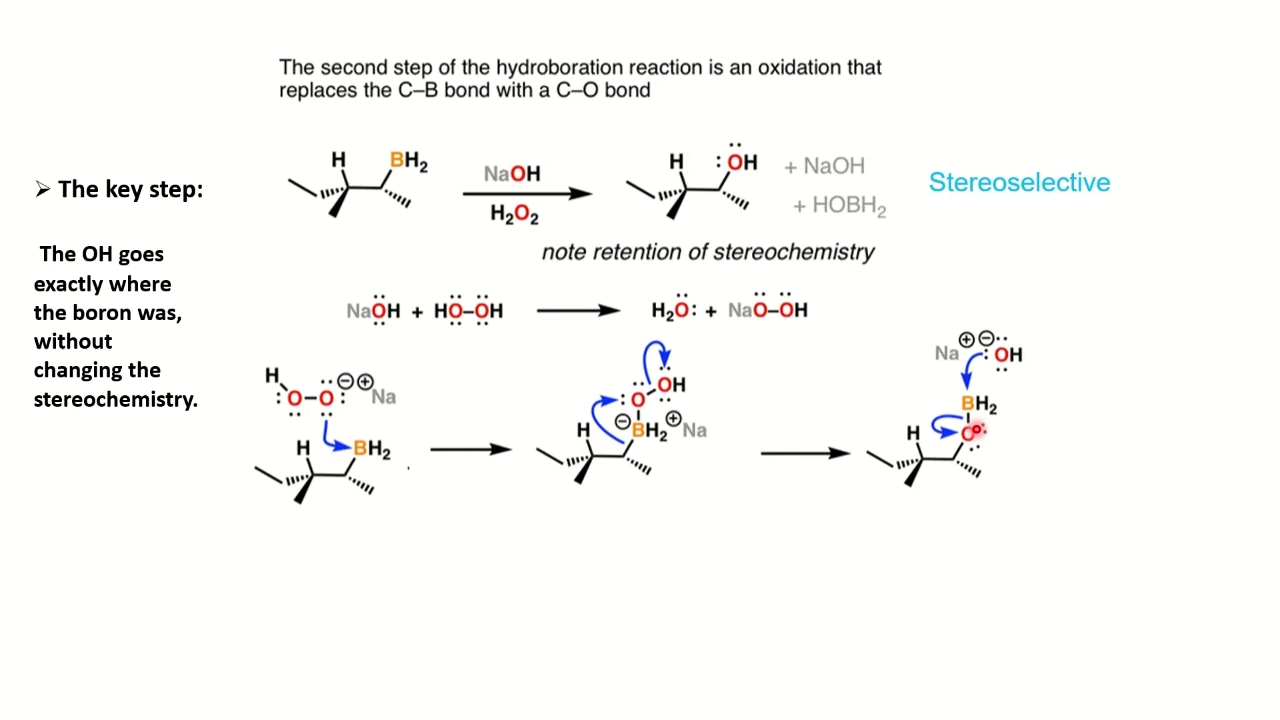 The second step of the hydroboration reaction is an oxidation that
replaces the C–B bond with a C–O bond
➢ The key step:
The OH goes
exactly where
the boron was,
without
changing the
stereochemistry.
H BH₂
NaOH
H₂O₂
H :OH + NaOH
+ HOBH₂
Stereoselective
note retention of stereochemistry
NaOH + HO–OH H₂O: + NaO–OH
H
:O–O: ⊖⊕ Na
H BH₂
OH
:O
H ⊖ BH₂ ⊕ Na
Na ⊕ ⊖ :OH
BH₂
H O: